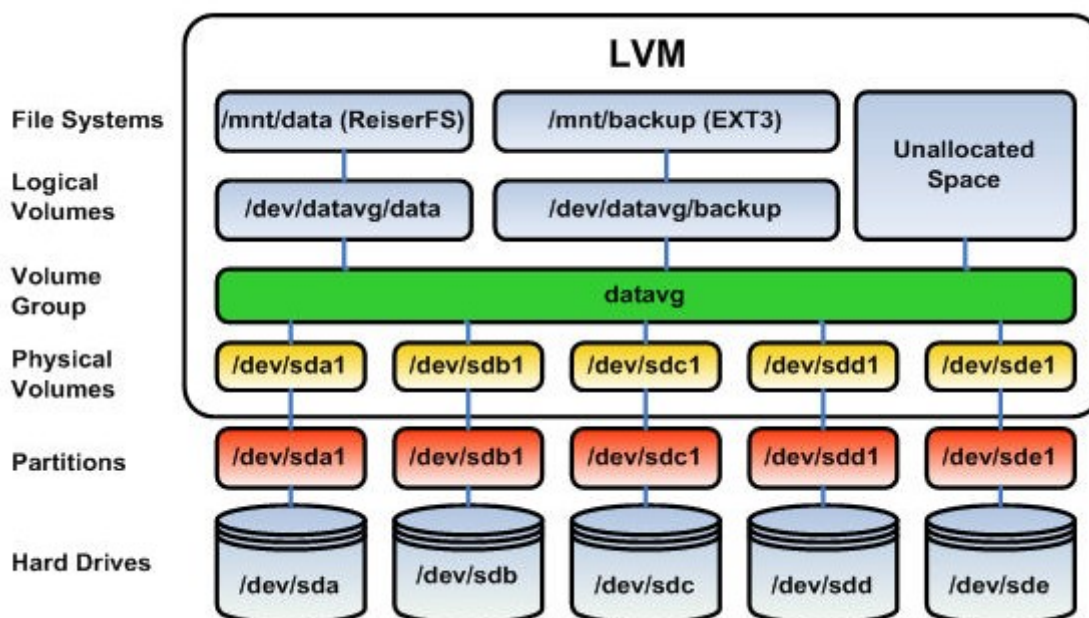 LVM
File Systems
/mnt/data (ReiserFS)
/mnt/backup (EXT3)
Unallocated
Space
Logical
Volumes
/dev/datavg/data
/dev/datavg/backup
Volume
Group
datavg
Physical
Volumes
/dev/sda1
/dev/sdb1
/dev/sdc1
/dev/sdd1
/dev/sde1
Partitions
/dev/sda1
/dev/sdb1
/dev/sdc1
/dev/sdd1
/dev/sde1
Hard Drives
/dev/sda
/dev/sdb
/dev/sdc
/dev/sdd
/dev/sde